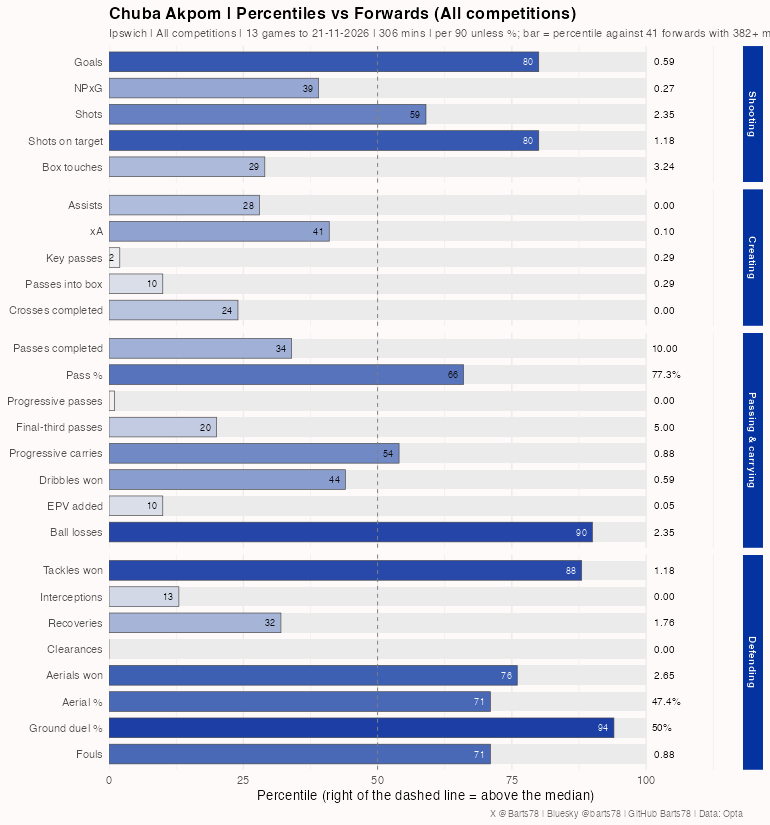 Chuba Akpom | Percentiles vs Forwards (All competitions)
Ipswich | All competitions | 13 games to 21-11-2026 | 306 mins | per 90 unless %; bar = percentile against 41 forwards with 382+ m
Goals 80 0.59
NPxG 39 0.27
Shots 59 2.35
Shots on target 80 1.18
Box touches 29 3.24
Shooting
Assists 28 0.00
xA 41 0.10
Key passes 2 0.29
Passes into box 10 0.29
Crosses completed 24 0.00
Creating
Passes completed 34 10.00
Pass % 66 77.3%
Progressive passes 0.00
Final-third passes 20 5.00
Progressive carries 54 0.88
Dribbles won 44 0.59
EPV added 10 0.05
Ball losses 90 2.35
Passing & carrying
Tackles won 88 1.18
Interceptions 13 0.00
Recoveries 32 1.76
Clearances 0.00
Aerials won 76 2.65
Aerial % 71 47.4%
Ground duel % 94 50%
Fouls 71 0.88
Defending
0 25 50 75 100
Percentile (right of the dashed line = above the median)
X @Barts78 | Bluesky @barts78 | GitHub Barts78 | Data: Opta